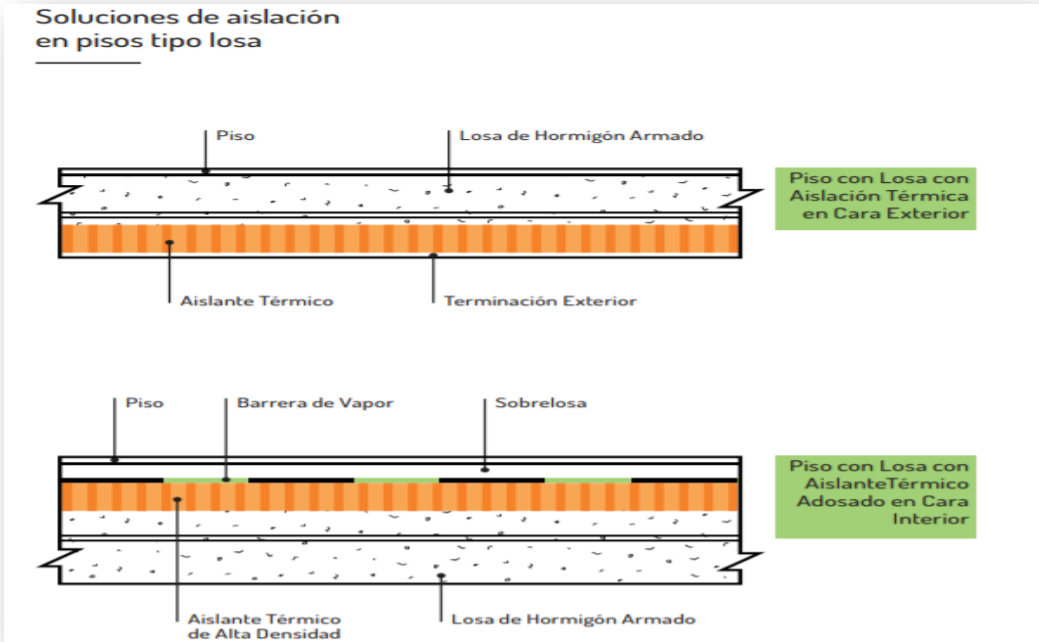 Soluciones de aislación
en pisos tipo losa
Piso
Losa de Hormigón Armado
Piso con Losa con
Aislación Térmica
en Cara Exterior
Aislante Térmico
Terminación Exterior
Piso
Barrera de Vapor
Sobrelosa
Piso con Losa con
AislanteTérmico
Adosado en Cara
Interior
Aislante Térmico
de Alta Densidad
Losa de Hormigón Armado